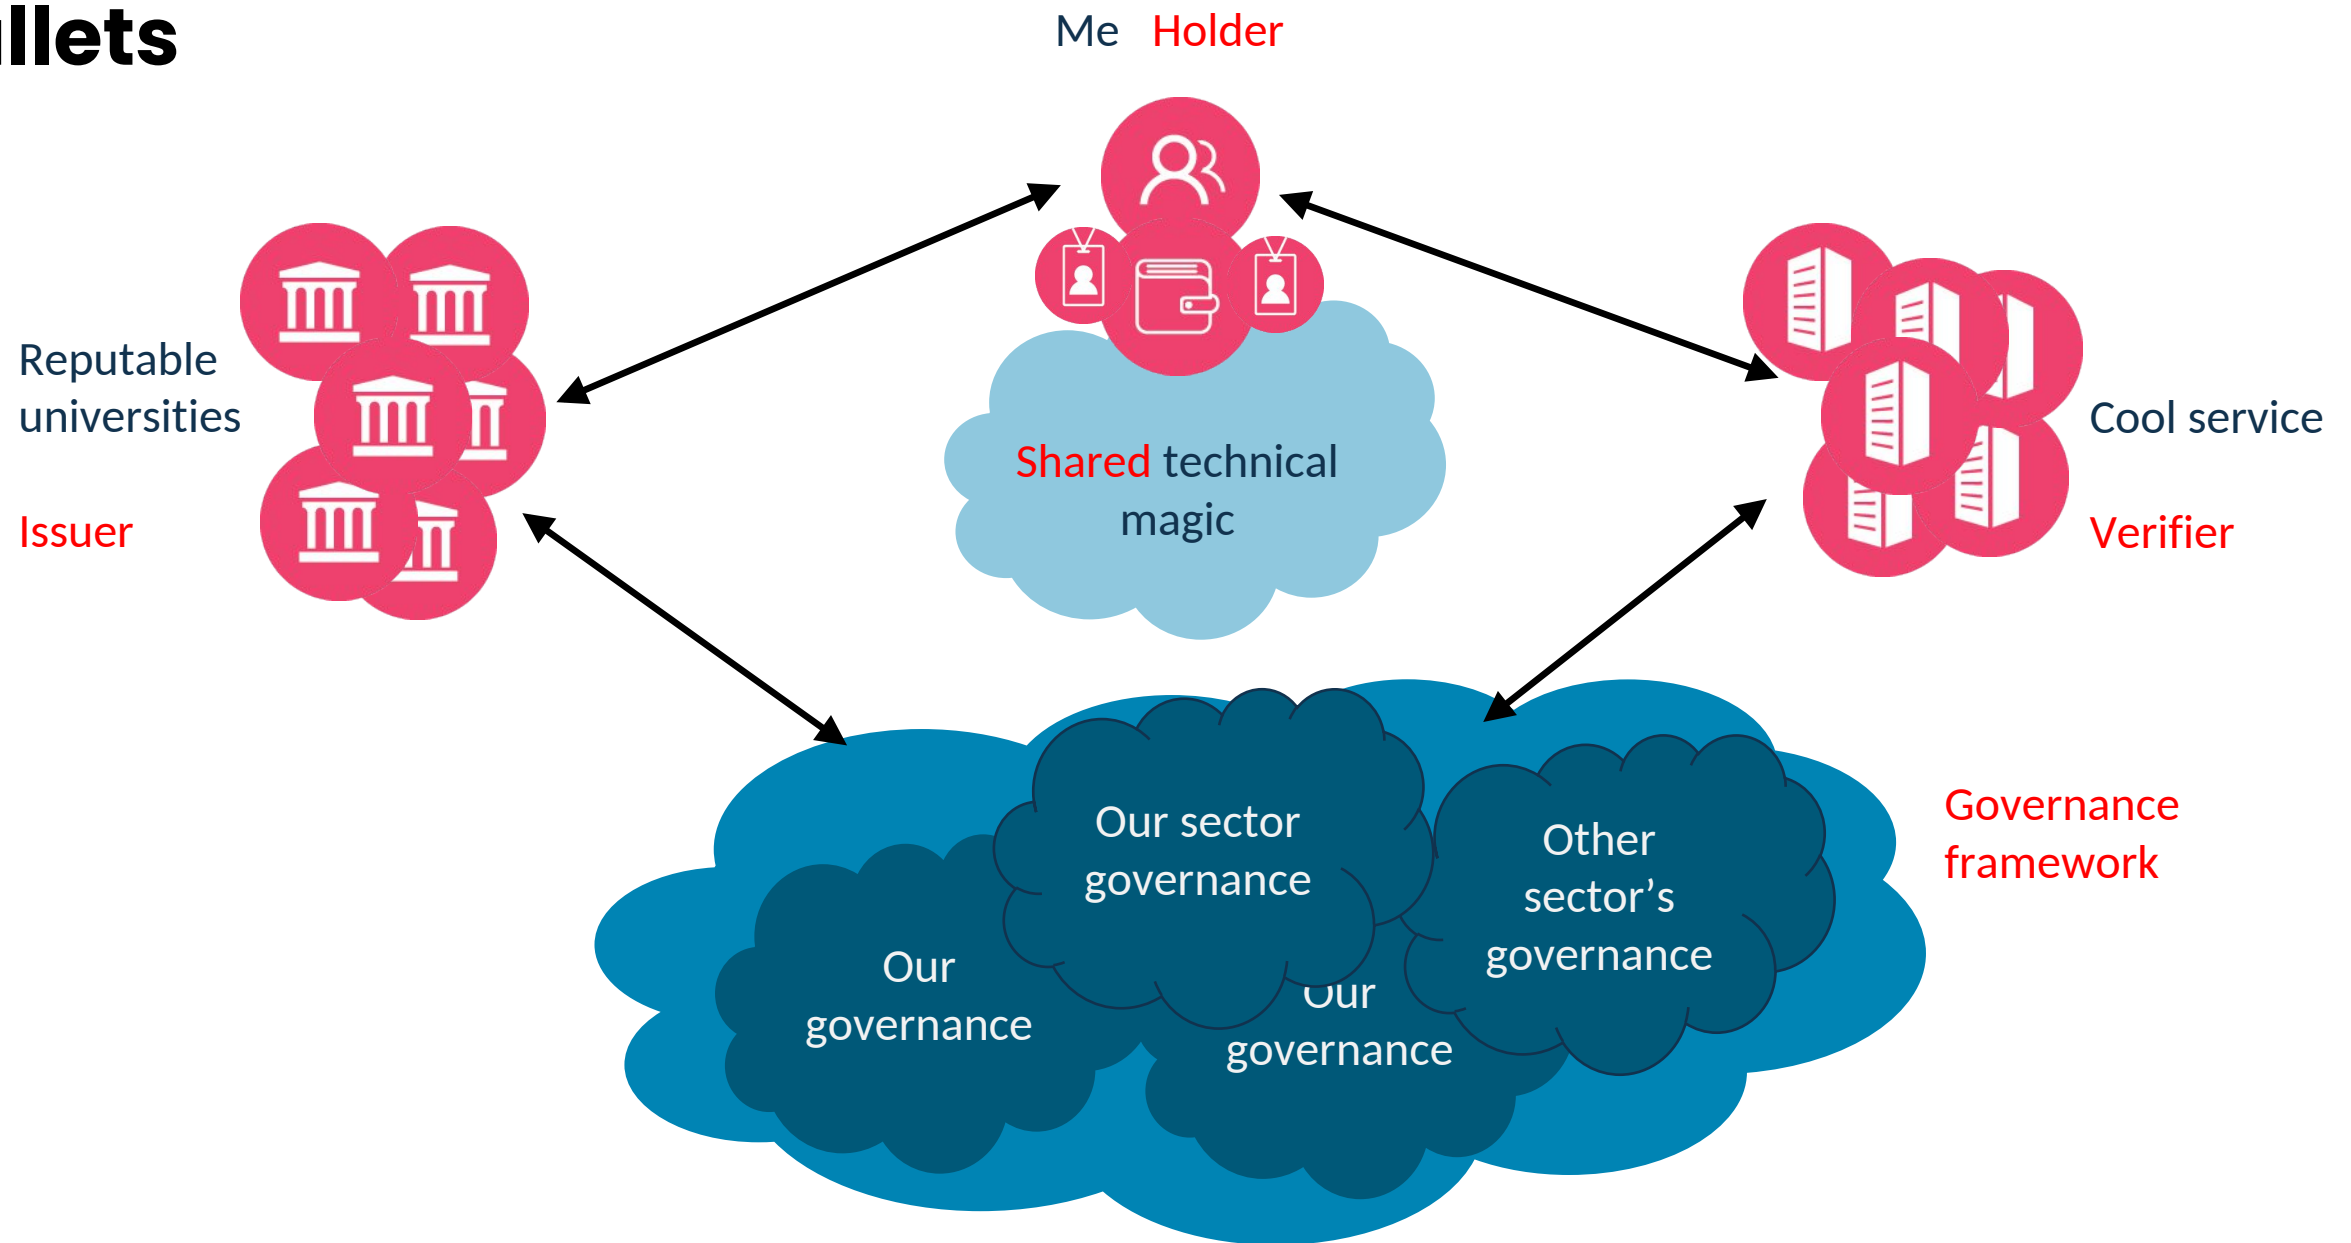 llets
Me Holder
Reputable
universities
Issuer
Shared technical
magic
Cool service
Verifier
Governance
framework
Our sector
governance
Other
sector’s
governance
Our
governance
Our
governance